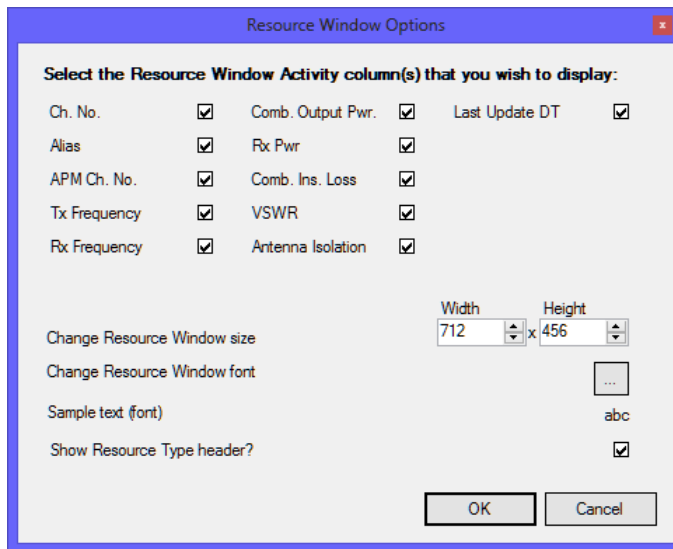 Resource Window Options
x
Select the Resource Window Activity column(s) that you wish to display:
Ch. No. Comb. Output Pwr. Last Update DT
Alias Rx Pwr
APM Ch. No. Comb. Ins. Loss
Tx Frequency VSWR
Rx Frequency Antenna Isolation
Width Height
Change Resource Window size 712 x 456
Change Resource Window font ...
Sample text (font) abc
Show Resource Type header?
OK Cancel